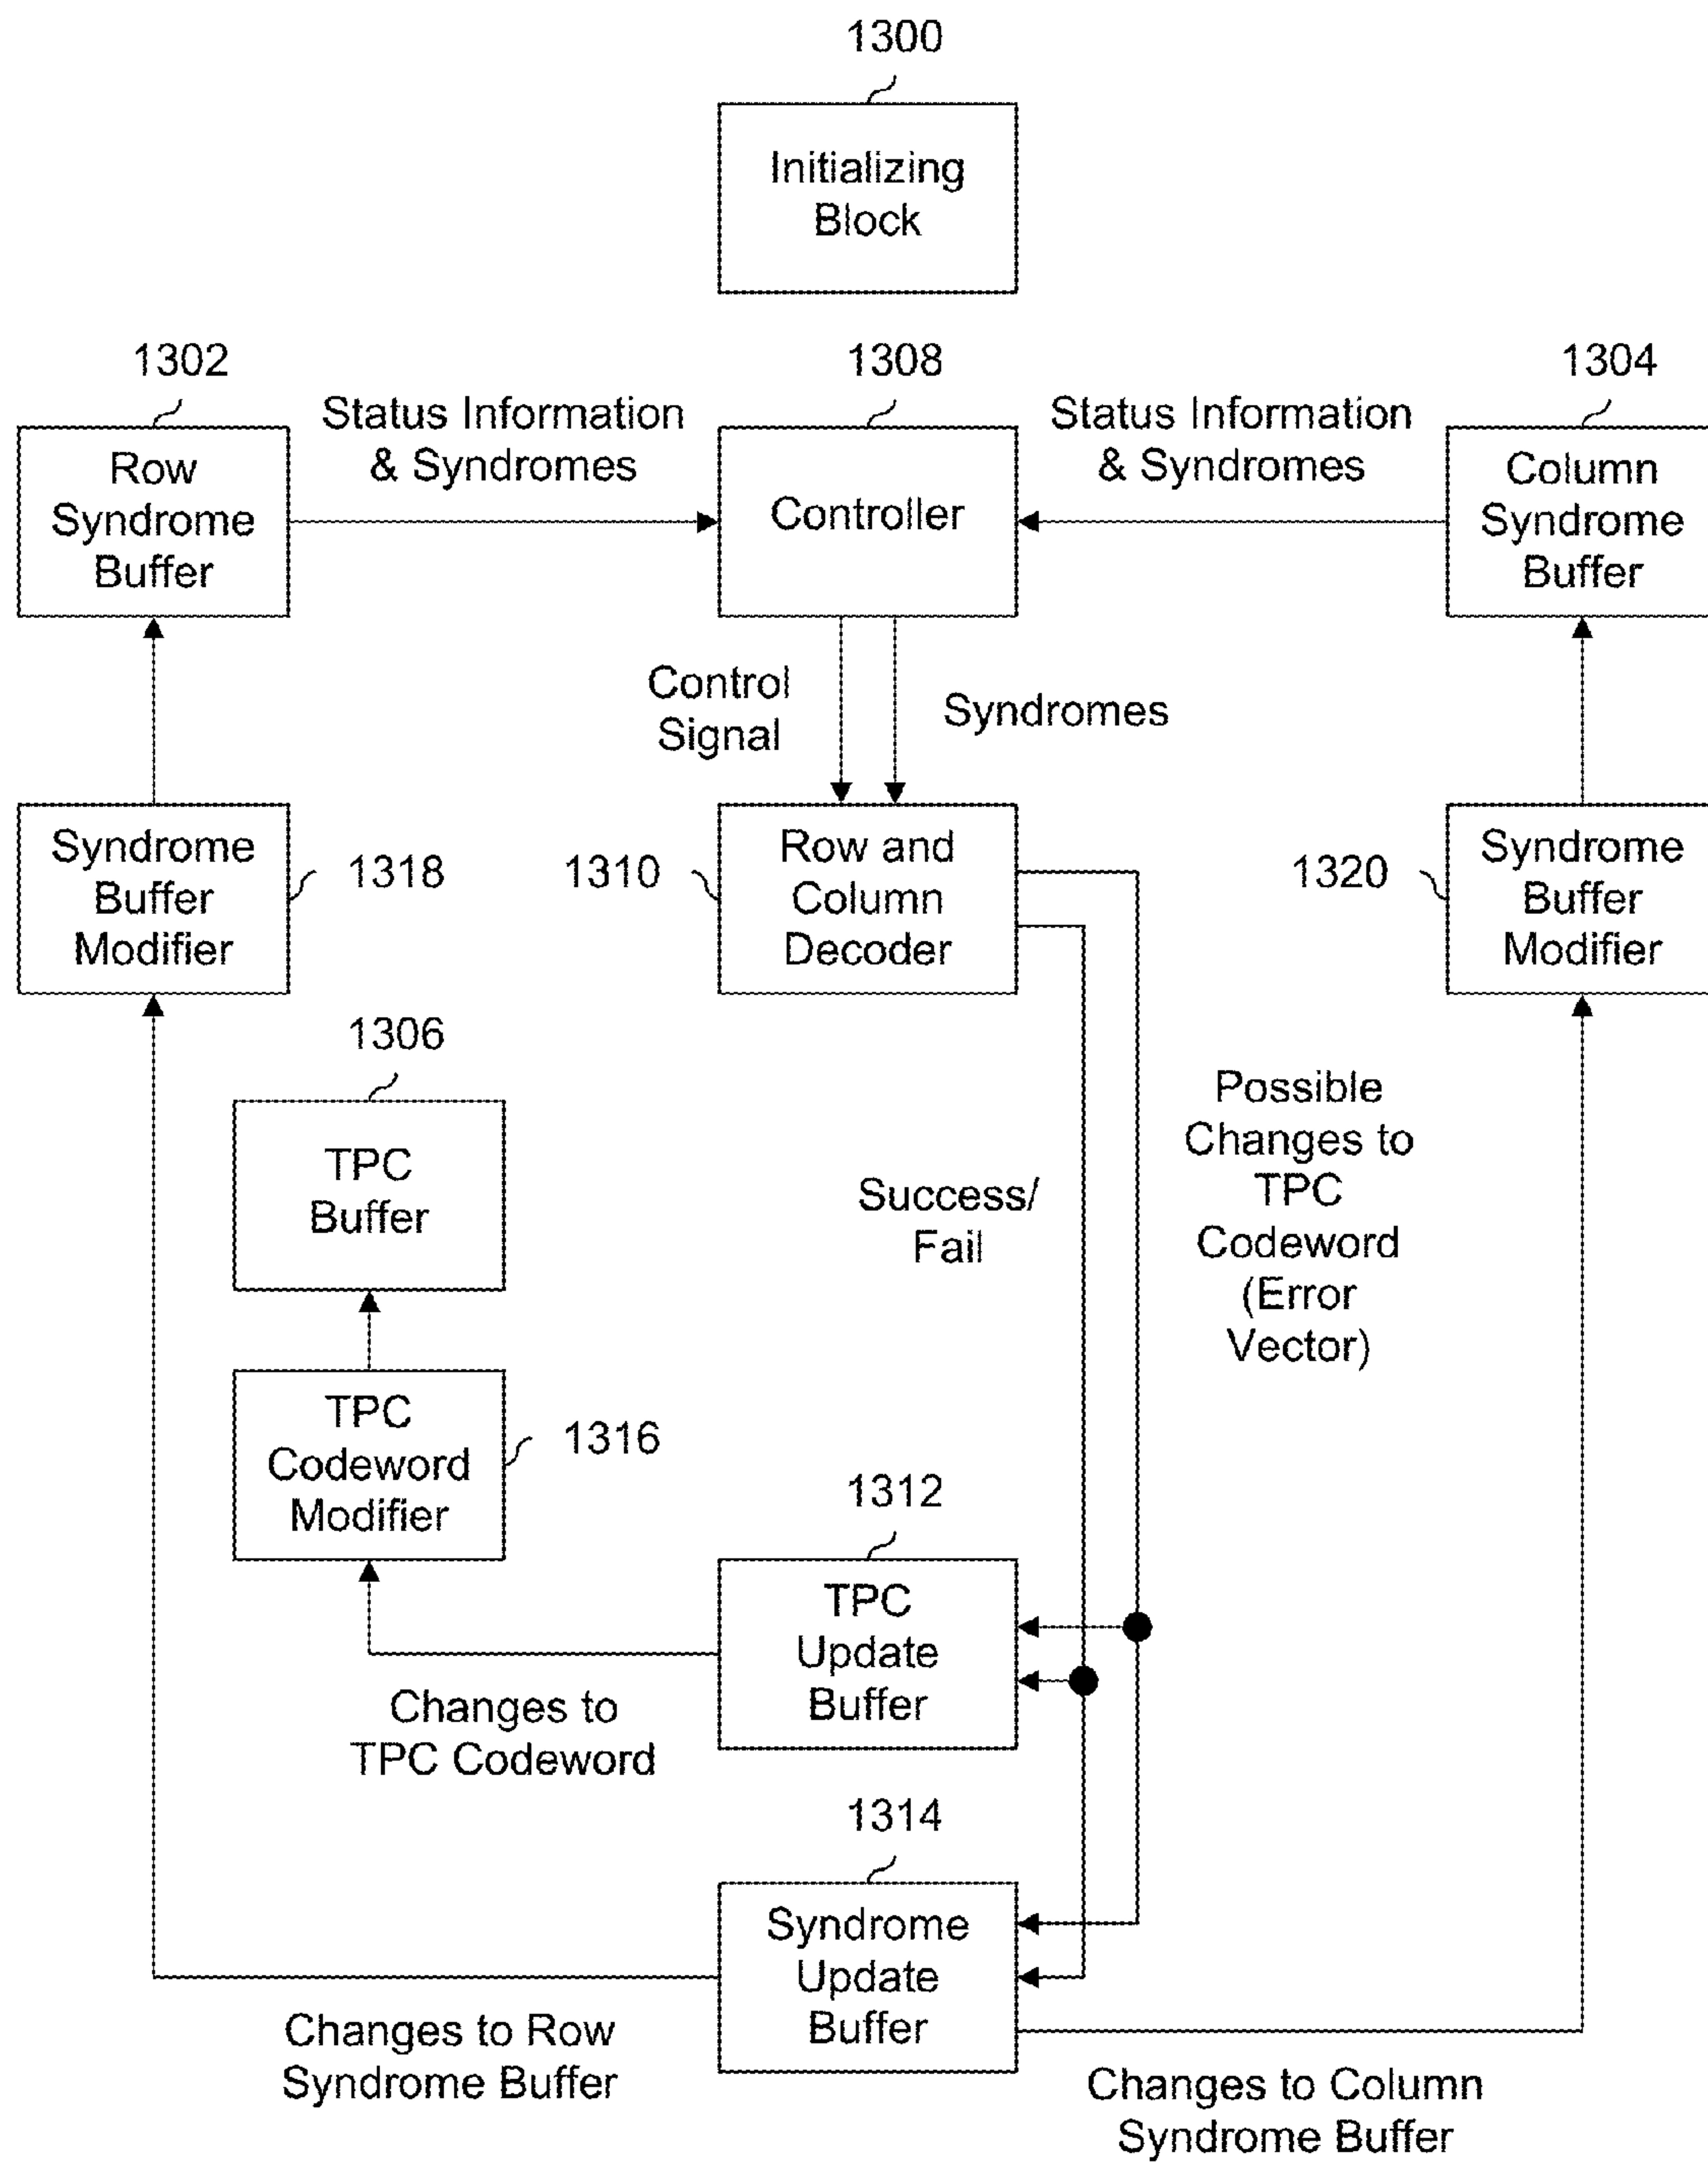 1300
Initializing
Block
1302
1308
1304
Status Information
& Syndromes
Status Information
& Syndromes
Row
Syndrome
Buffer
Controller
Column
Syndrome
Buffer
Control
Signal
Syndromes
Syndrome
Buffer
Modifier
1318
1310
Row and
Column
Decoder
1320
Syndrome
Buffer
Modifier
1306
TPC
Buffer
Success/
Fail
Possible
Changes to
TPC
Codeword
(Error
Vector)
TPC
Codeword
Modifier
1316
1312
TPC
Update
Buffer
Changes to
TPC Codeword
1314
Syndrome
Update
Buffer
Changes to Row
Syndrome Buffer
Changes to Column
Syndrome Buffer